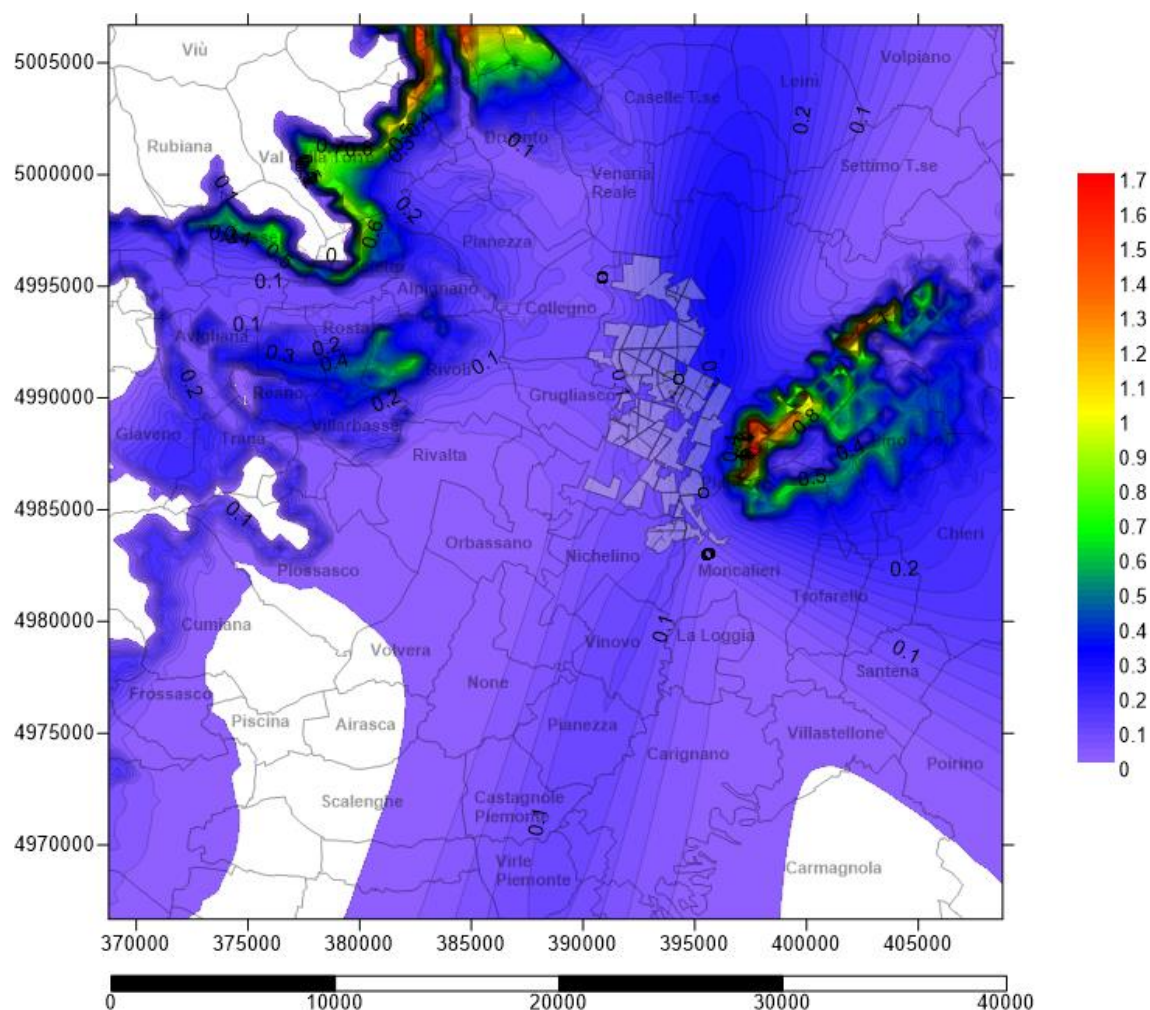 5005000
5000000
4995000
4990000
4985000
4980000
4975000
4970000
Viù
Volpiano
Leinì
Caselle T.se
0.2
0.1
Rubiana
0.1
Settimo T.se
Venaria
Reale
0.2
Pianezza
0.6
0
0.1
Alpignano
Collegno
0.1
Avigliana
0.3
0.2
0.4
Rivoli
0.1
0.2
Reano
0.2
Grugliasco
0.8
Villarbasse
Giaveno
Trana
0.4
Rivalta
0.5
0.1
Orbassano
Nichelino
Chieri
Piossasco
Moncalieri
0.2
Trofarello
Cumiana
Vinovo
0.1
La Loggia
Volvera
0.1
Santena
Frossasco
None
Piscina
Airasca
Pianezza
Carignano
Villastellone
Poirino
Scalenghe
Castagnole
Piemonte
0.1
Virle
Piemonte
Carmagnola
370000 375000 380000 385000 390000 395000 400000 405000
0 10000 20000 30000 40000
1.7
1.6
1.5
1.4
1.3
1.2
1.1
1
0.9
0.8
0.7
0.6
0.5
0.4
0.3
0.2
0.1
0